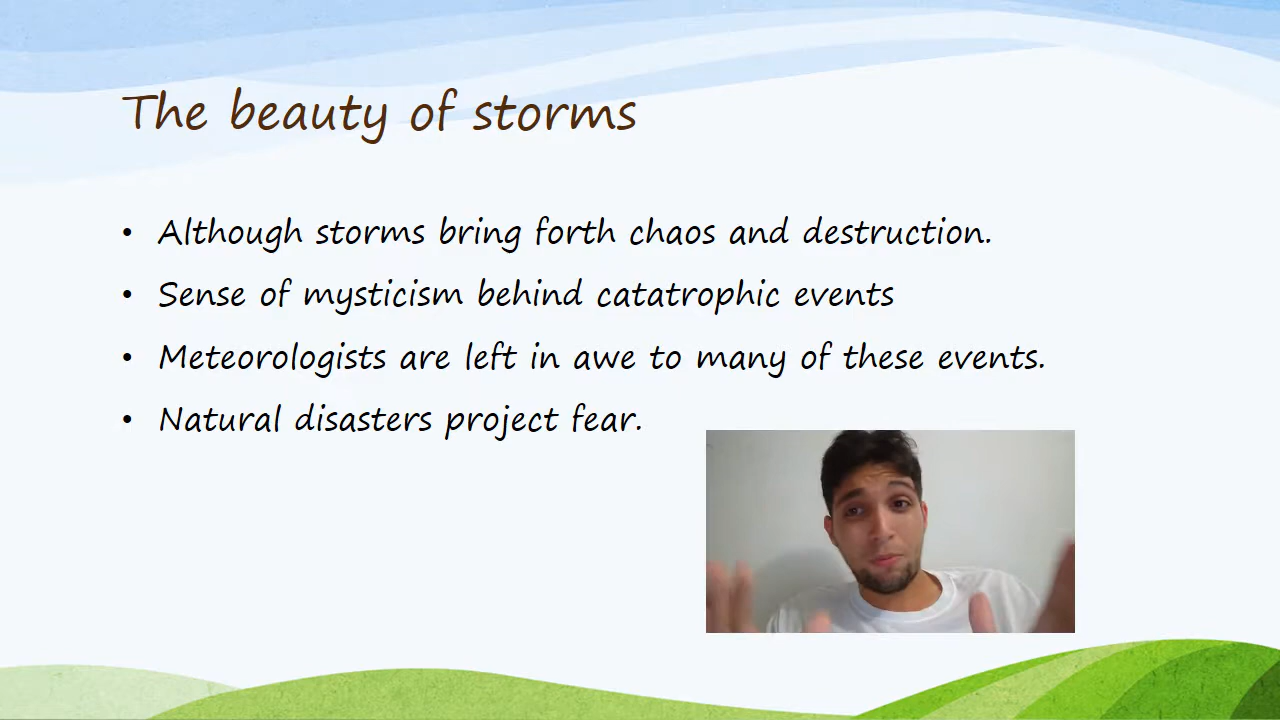 The beauty of storms
• Although storms bring forth chaos and destruction.
• Sense of mysticism behind catatrophic events
• Meteorologists are left in awe to many of these events.
• Natural disasters project fear.